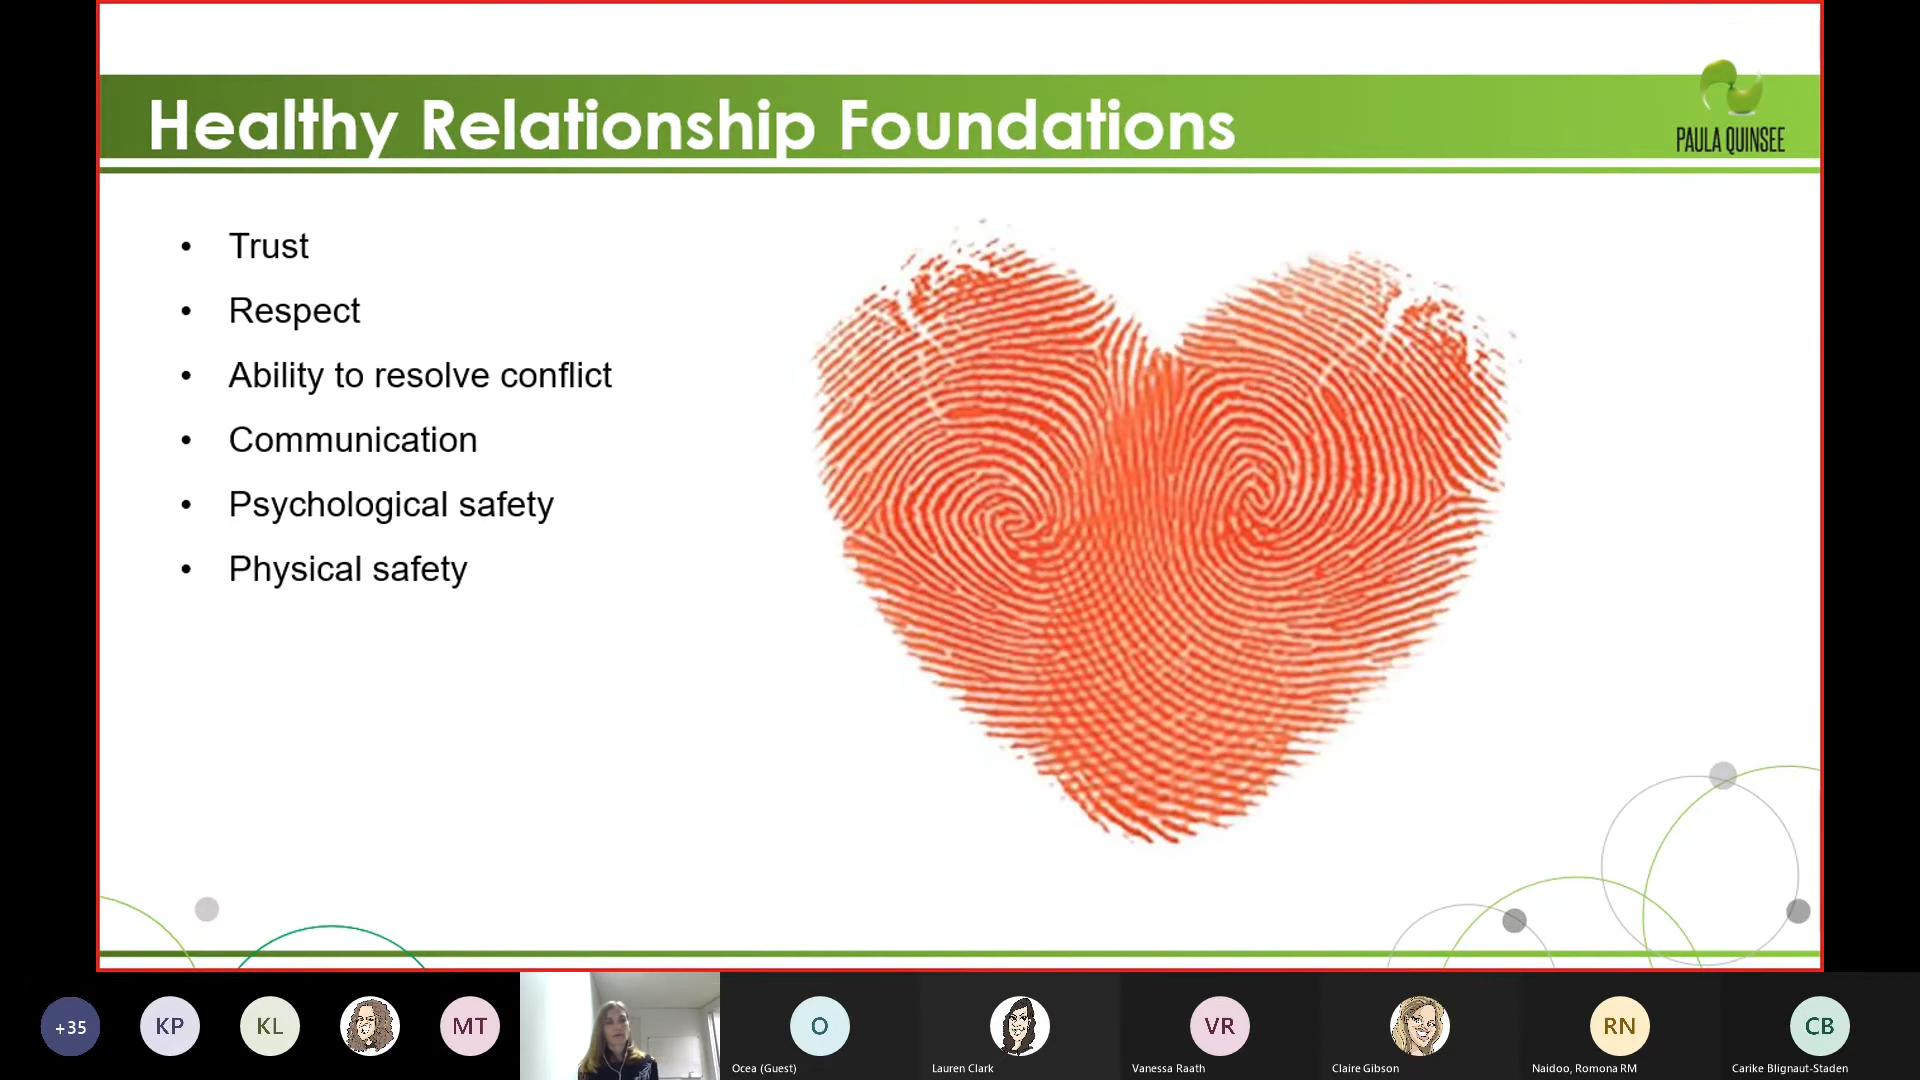 Healthy Relationship Foundations
PAULA QUINSEE
• Trust
• Respect
• Ability to resolve conflict
• Communication
• Psychological safety
• Physical safety
+35
KP
KL
MT
O
VR
RN
CB
Ocea (Guest)
Lauren Clark
Vanessa Raath
Claire Gibson
Naidoo, Romona RM
Carike Blignaut-Staden